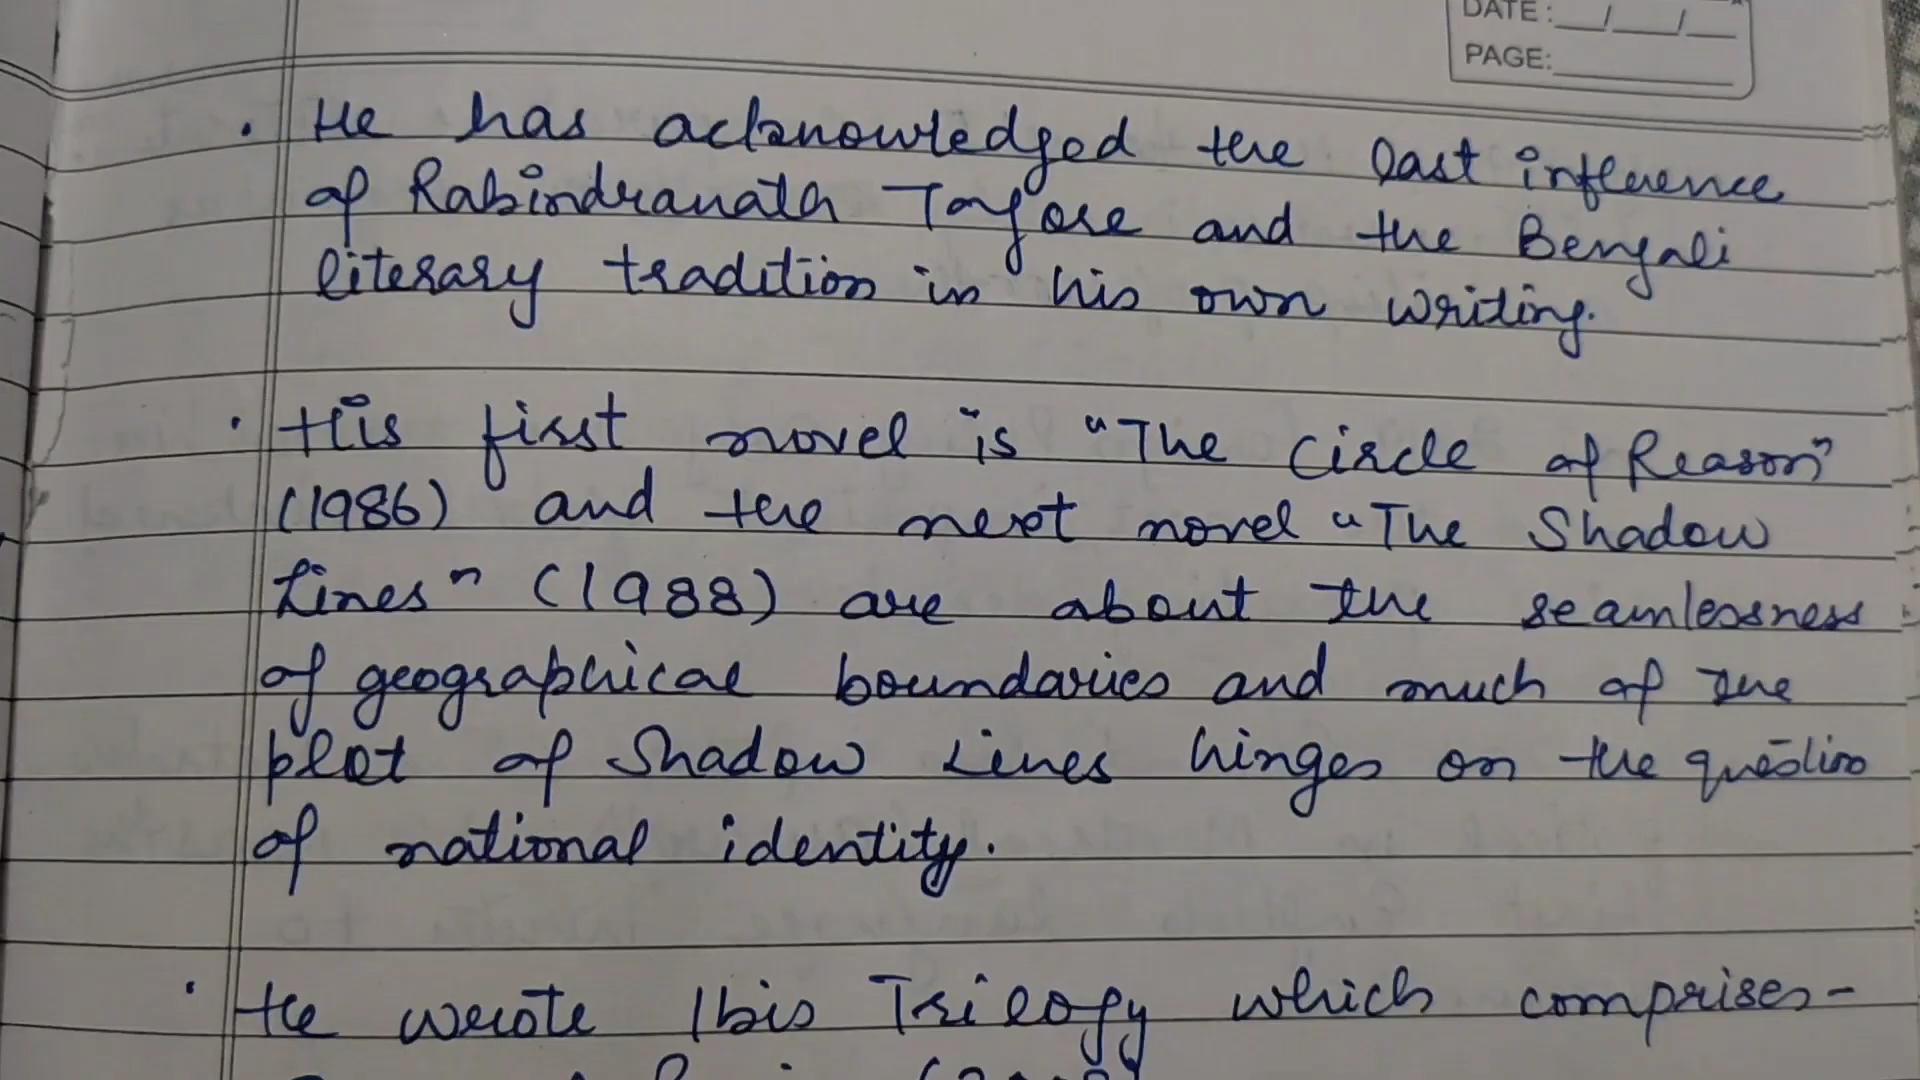 DATE: __/__/__
PAGE:
• He has acknowledged the last influence
of Rabindranath Tagore and the Bengali
literary tradition in his own writing.
• His first novel is "The Circle of Reason"
(1986) and the next novel "The Shadow
Lines" (1988) are about the seamlessness
of geographical boundaries and much of the
plot of Shadow Lines hinges on the question
of national identity.
• He wrote Ibis Trilogy which comprises-